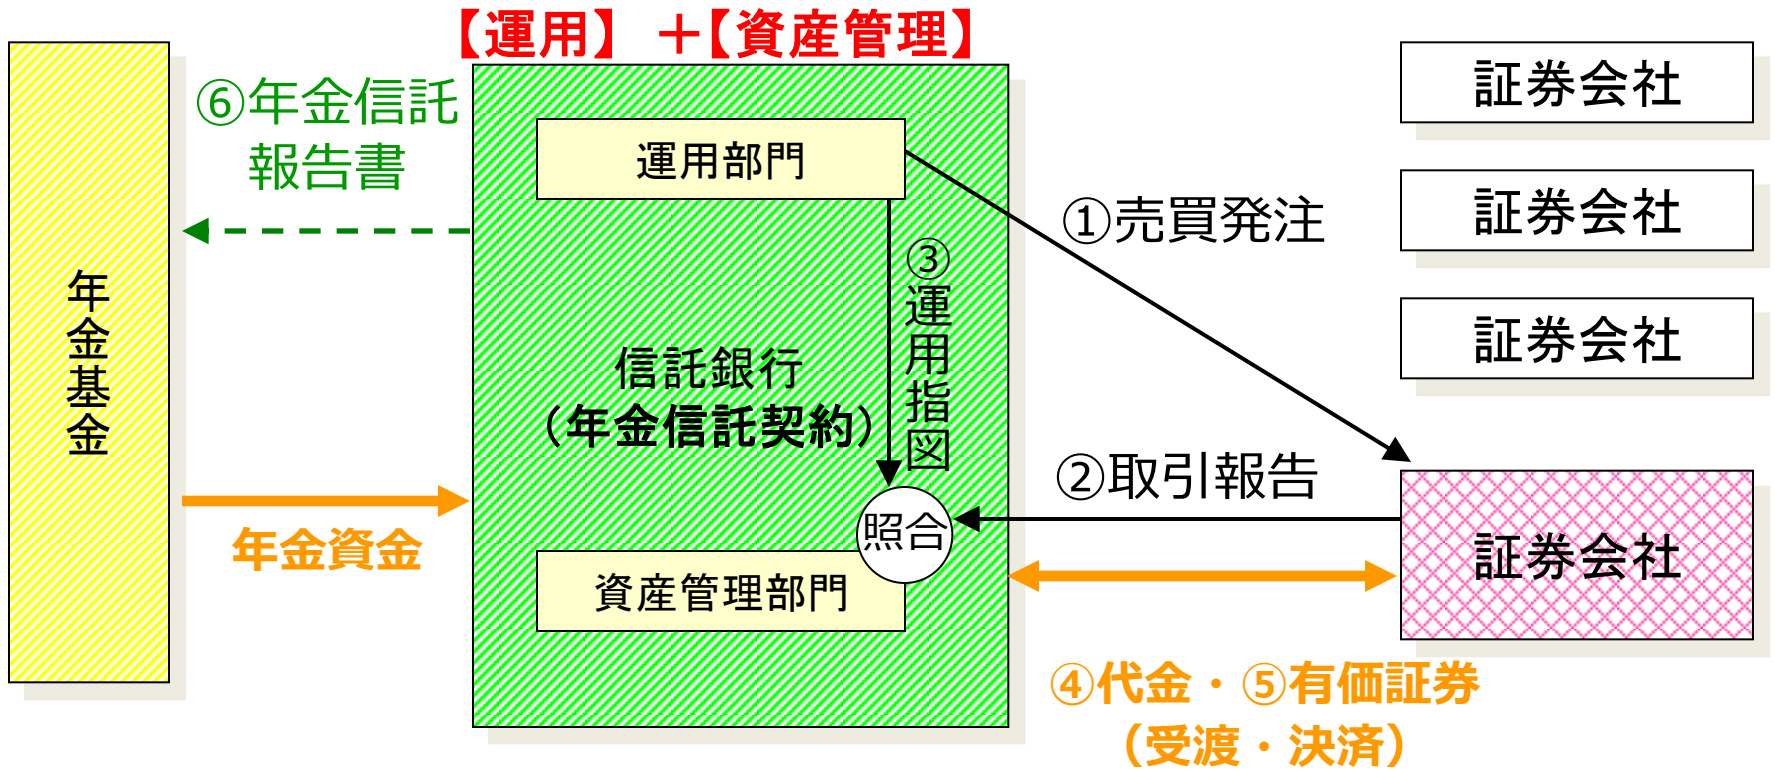 【運用】＋【資産管理】
年金基金
⑥年金信託
報告書
年金資金
運用部門
信託銀行
（年金信託契約）
③運用指図
照合
資産管理部門
①売買発注
②取引報告
④代金・⑤有価証券
（受渡・決済）
証券会社
証券会社
証券会社
証券会社